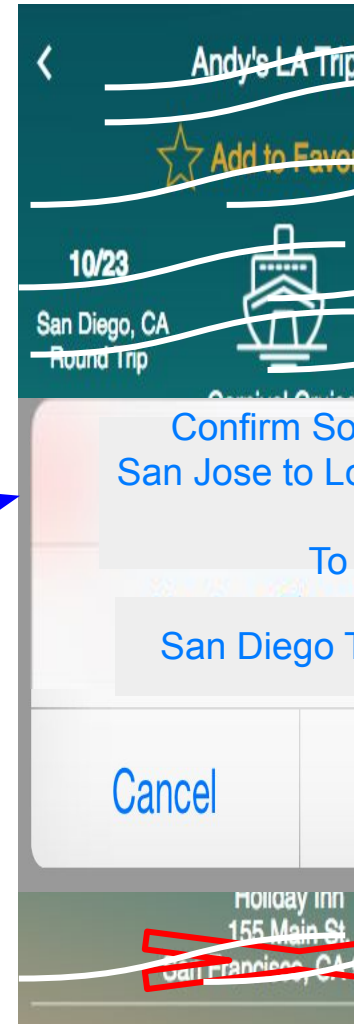 Andy's LA Trip
Add to Favor
10/23
San Diego, CA
Round Trip
Confirm So
San Jose to Lo
To
San Diego T
Cancel
Holiday Inn
155 Main St.
San Francisco, CA